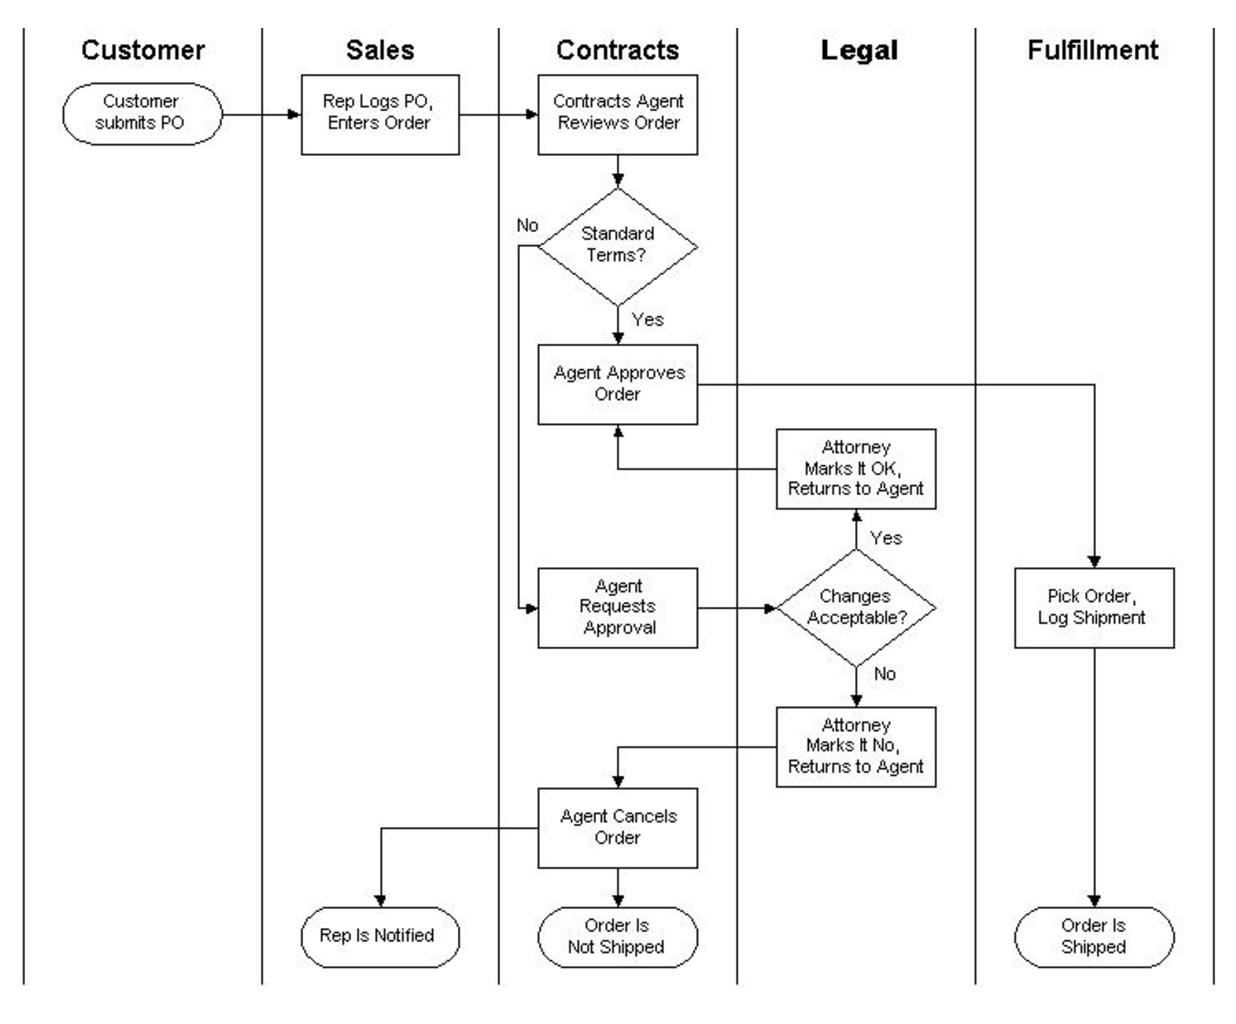 Customer
Sales
Contracts
Legal
Fulfillment
Customer
submits PO
Rep Logs PO,
Enters Order
Contracts Agent
Reviews Order
No
Standard
Terms?
Yes
Agent Approves
Order
Attorney
Marks It OK,
Returns to Agent
Yes
Agent
Requests
Approval
Changes
Acceptable?
Pick Order,
Log Shipment
No
Attorney
Marks It No,
Returns to Agent
Agent Cancels
Order
Rep Is Notified
Order Is
Not Shipped
Order Is
Shipped